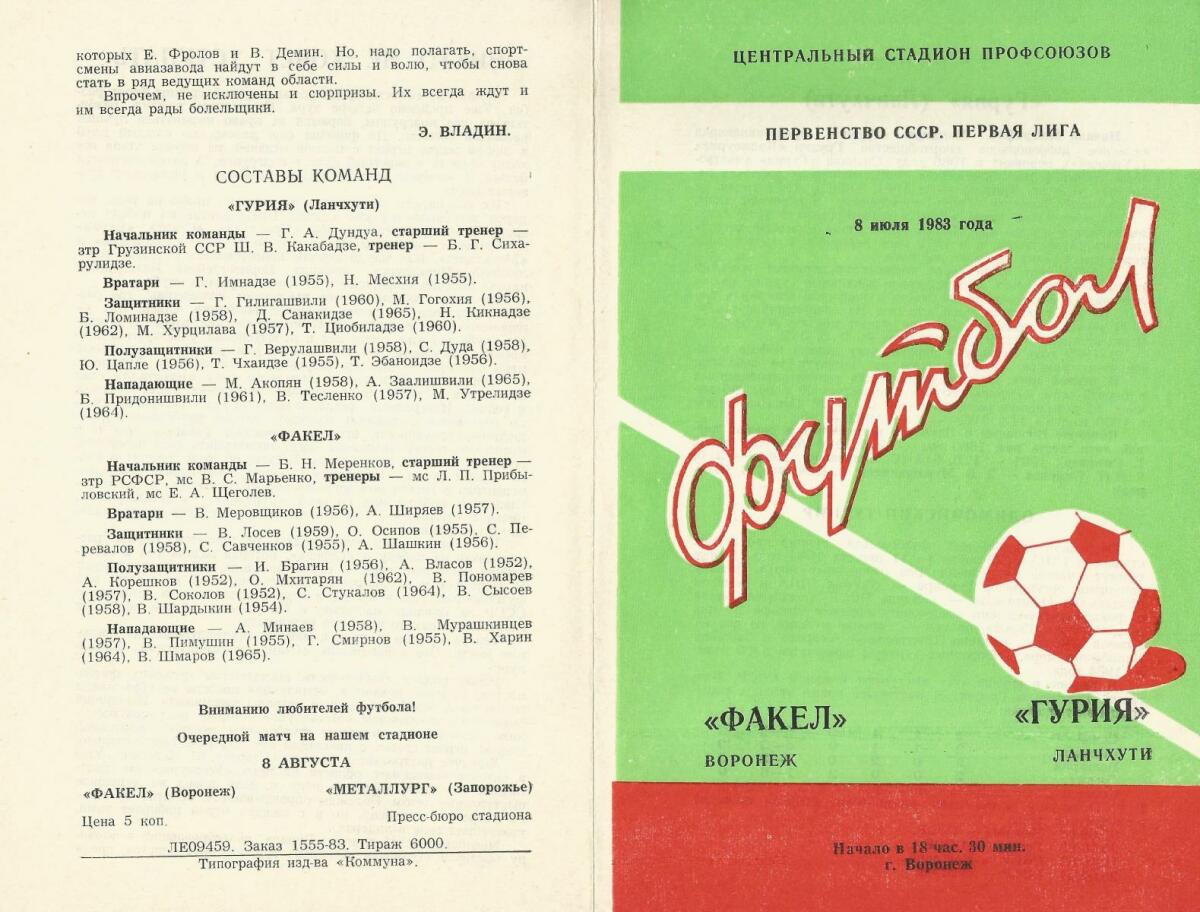 которых Е. Фролов и В. Демин. Но, надо полагать, спорт-
смены авиазавода найдут в себе силы и волю, чтобы снова
стать в ряд ведущих команд области.
Впрочем, не исключены и сюрпризы. Их всегда ждут и
им всегда рады болельщики.
Э. ВЛАДИН.
СОСТАВЫ КОМАНД
«ГУРИЯ» (Ланчхути)
Начальник команды — Г. А. Дундуа, старший тренер —
зтр Грузинской ССР Ш. В. Какабадзе, тренер — Б. Г. Сиха-
рулидзе.
Вратари — Г. Имнадзе (1955), Н. Месхия (1955).
Защитники — Г. Гилигашвили (1960), М. Гогохия (1956),
Б. Ломинадзе (1958), Д. Санакидзе (1965), Н. Кикнадзе
(1962), М. Хурцилава (1957), Т. Циобиладзе (1960).
Полузащитники — Г. Верулашвили (1958), С. Дуда (1958),
Ю. Цапле (1956), Т. Чхаидзе (1955), Т. Эбаноидзе (1956).
Нападающие — М. Акопян (1958), А. Заалишвили (1965),
Б. Придонишвили (1961), В. Тесленко (1957), М. Утрелидзе
(1964).
«ФАКЕЛ»
Начальник команды — Б. Н. Меренков, старший тренер —
зтр РСФСР, мс В. С. Марьенко, тренеры — мс Л. П. Прибы-
ловский, мс Е. А. Щеголев.
Вратари — В. Меровщиков (1956), А. Ширяев (1957).
Защитники — В. Лосев (1959), О. Осипов (1955), С. Пе-
ревалов (1958), С. Савченков (1955), А. Шашкин (1956).
Полузащитники — И. Брагин (1956), А. Власов (1952),
А. Корешков (1952), О. Мхитарян (1962), В. Пономарев
(1957), В. Соколов (1952), С. Стукалов (1964), В. Сысоев
(1958), В. Шардыкин (1954).
Нападающие — А. Минаев (1958), В. Мурашкинцев
(1957), В. Пимушин (1955), Г. Смирнов (1955), В. Харин
(1964), В. Шмаров (1965).
Вниманию любителей футбола!
Очередной матч на нашем стадионе
8 АВГУСТА
«ФАКЕЛ» (Воронеж) «МЕТАЛЛУРГ» (Запорожье)
Цена 5 коп. Пресс-бюро стадиона
ЛЕ09459. Заказ 1555-83. Тираж 6000.
Типография изд-ва «Коммуна».
ЦЕНТРАЛЬНЫЙ СТАДИОН ПРОФСОЮЗОВ
ПЕРВЕНСТВО СССР. ПЕРВАЯ ЛИГА
8 июля 1983 года
футбол
«ФАКЕЛ» «ГУРИЯ»
ВОРОНЕЖ ЛАНЧХУТИ
Начало в 18 час. 30 мин.
г. Воронеж